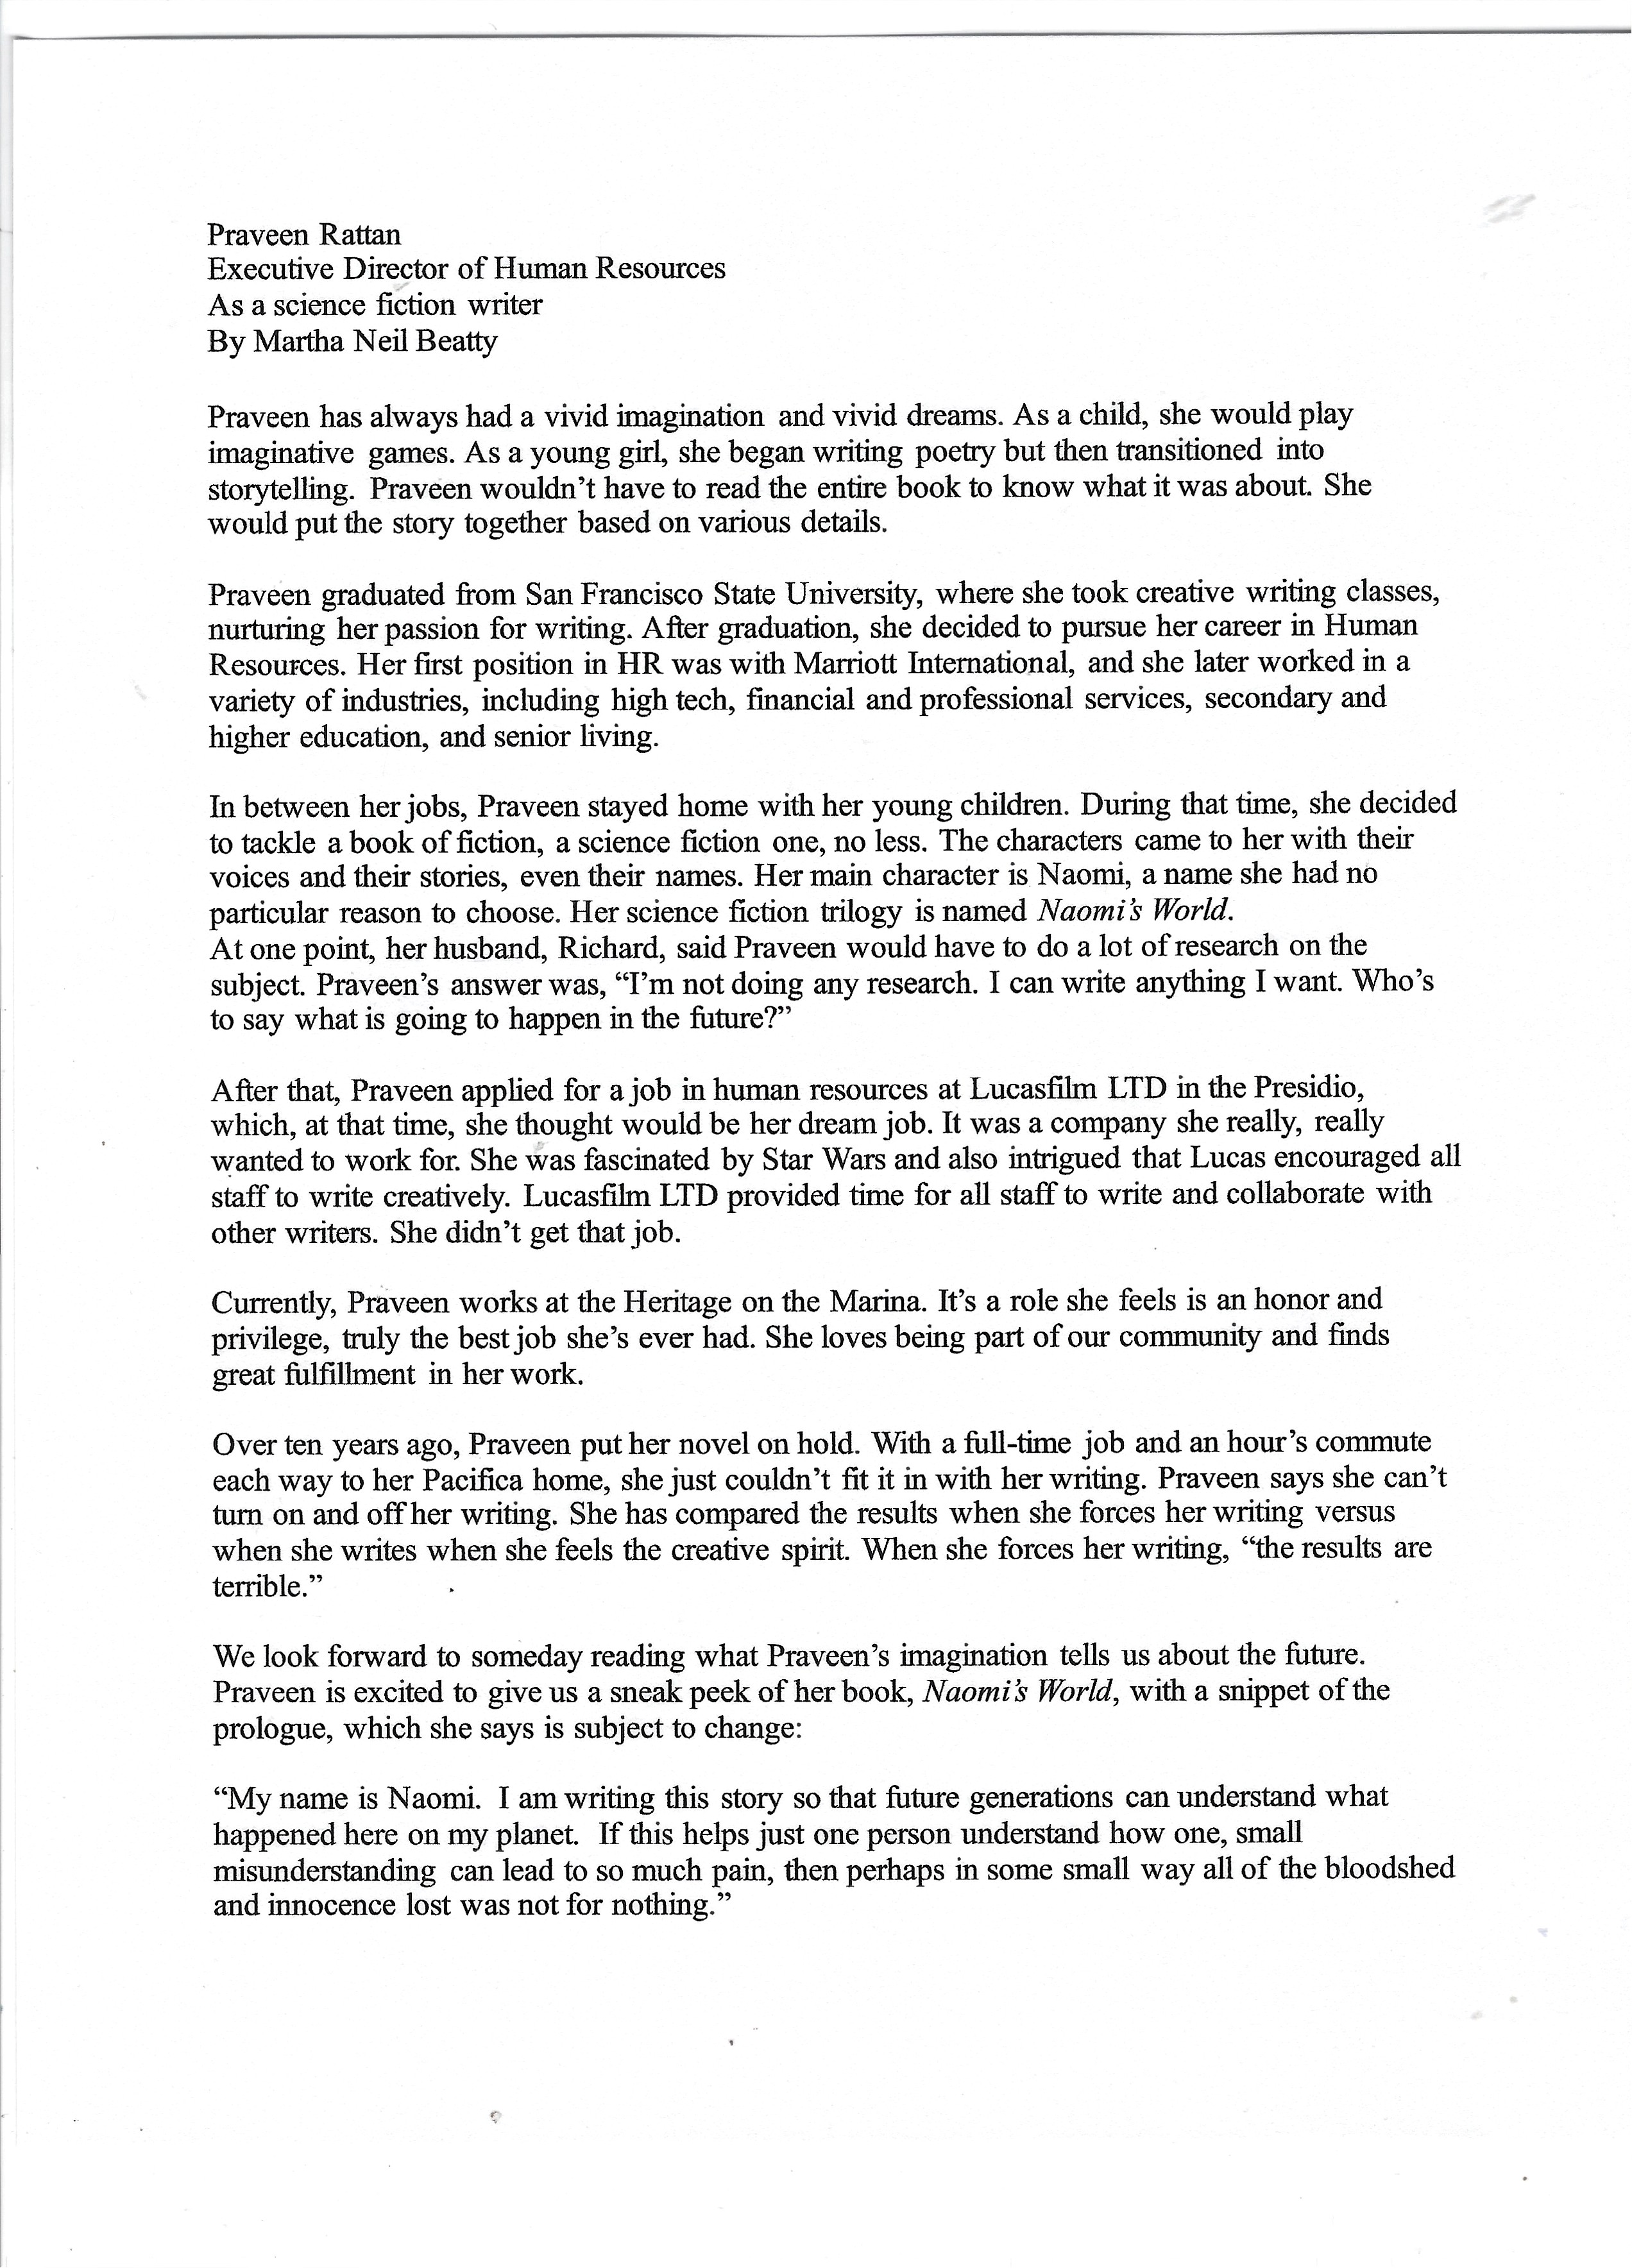 Praveen Rattan
Executive Director of Human Resources
As a science fiction writer
By Martha Neil Beatty
Praveen has always had a vivid imagination and vivid dreams. As a child, she would play
imaginative games. As a young girl, she began writing poetry but then transitioned into
storytelling. Praveen wouldn’t have to read the entire book to know what it was about. She
would put the story together based on various details.
Praveen graduated from San Francisco State University, where she took creative writing classes,
nurturing her passion for writing. After graduation, she decided to pursue her career in Human
Resources. Her first position in HR was with Marriott International, and she later worked in a
variety of industries, including high tech, financial and professional services, secondary and
higher education, and senior living.
In between her jobs, Praveen stayed home with her young children. During that time, she decided
to tackle a book of fiction, a science fiction one, no less. The characters came to her with their
voices and their stories, even their names. Her main character is Naomi, a name she had no
particular reason to choose. Her science fiction trilogy is named Naomi’s World.
At one point, her husband, Richard, said Praveen would have to do a lot of research on the
subject. Praveen’s answer was, “I’m not doing any research. I can write anything I want. Who’s
to say what is going to happen in the future?”
After that, Praveen applied for a job in human resources at Lucasfilm LTD in the Presidio,
which, at that time, she thought would be her dream job. It was a company she really, really
wanted to work for. She was fascinated by Star Wars and also intrigued that Lucas encouraged all
staff to write creatively. Lucasfilm LTD provided time for all staff to write and collaborate with
other writers. She didn’t get that job.
Currently, Praveen works at the Heritage on the Marina. It’s a role she feels is an honor and
privilege, truly the best job she’s ever had. She loves being part of our community and finds
great fulfillment in her work.
Over ten years ago, Praveen put her novel on hold. With a full-time job and an hour’s commute
each way to her Pacifica home, she just couldn’t fit it in with her writing. Praveen says she can’t
turn on and off her writing. She has compared the results when she forces her writing versus
when she writes when she feels the creative spirit. When she forces her writing, “the results are
terrible.”
We look forward to someday reading what Praveen’s imagination tells us about the future.
Praveen is excited to give us a sneak peek of her book, Naomi’s World, with a snippet of the
prologue, which she says is subject to change:
“My name is Naomi.  I am writing this story so that future generations can understand what
happened here on my planet.  If this helps just one person understand how one, small
misunderstanding can lead to so much pain, then perhaps in some small way all of the bloodshed
and innocence lost was not for nothing.”